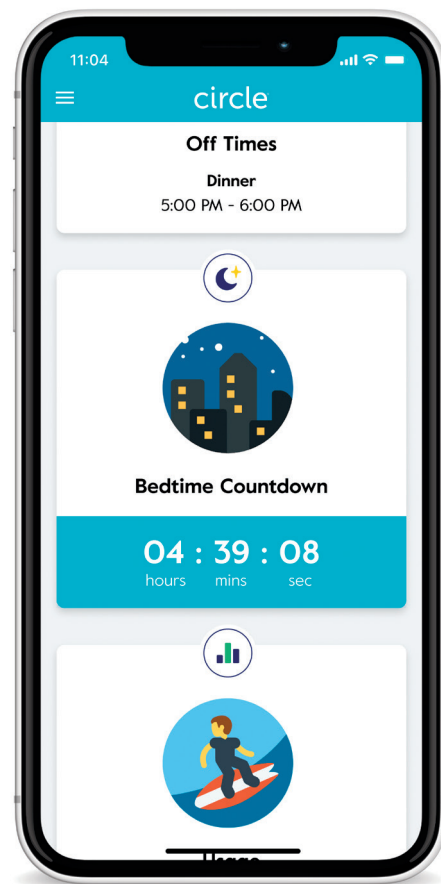 11:04
circle
Off Times
Dinner
5:00 PM - 6:00 PM
Bedtime Countdown
04 : 39 : 08
hours mins sec
Usage